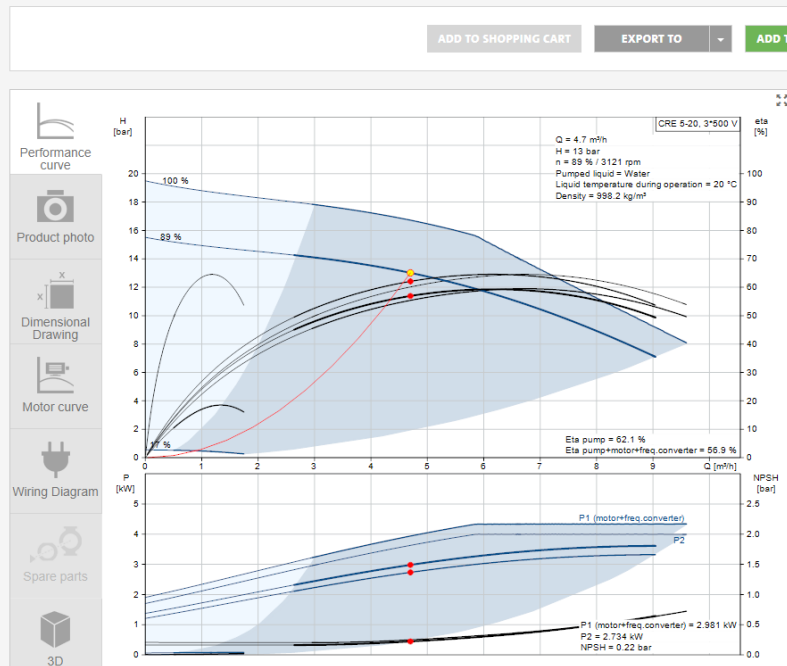 ADD TO SHOPPING CART
EXPORT TO
ADD T
Performance
curve
Product photo
x
x
Dimensional
Drawing
Motor curve
Wiring Diagram
Spare parts
3D
H
[bar]
CRE 5-20, 3*500 V
eta
[%]
Q = 4.7 m³/h
H = 13 bar
n = 89 % / 3121 rpm
Pumped liquid = Water
Liquid temperature during operation = 20 °C
Density = 998.2 kg/m³
20
18
16
14
12
10
8
6
4
2
0
100 %
89 %
17 %
100
90
80
70
60
50
40
30
20
10
0
Eta pump = 62.1 %
Eta pump+motor+freq.converter = 56.9 %
0 1 2 3 4 5 6 7 8 9 Q [m³/h]
P
[kW]
NPSH
[bar]
5
4
3
2
1
0
P1 (motor+freq.converter)
P2
2.5
2.0
1.5
1.0
0.5
0.0
P1 (motor+freq.converter) = 2.981 kW
P2 = 2.734 kW
NPSH = 0.22 bar